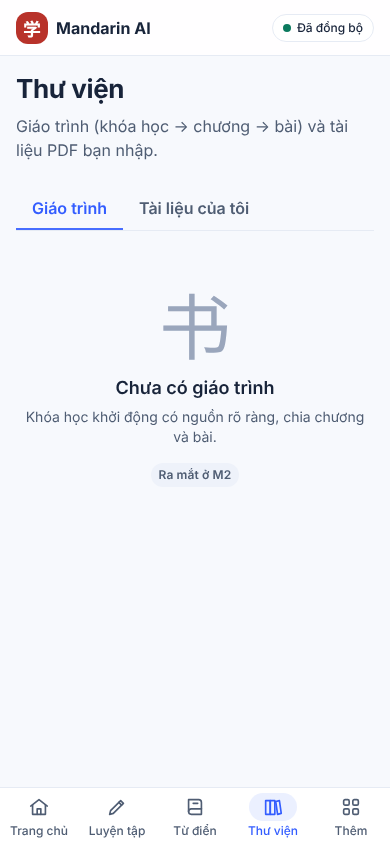 学 Mandarin AI
Đã đồng bộ
Thư viện
Giáo trình (khóa học → chương → bài) và tài
liệu PDF bạn nhập.
Giáo trình
Tài liệu của tôi
书
Chưa có giáo trình
Khóa học khởi động có nguồn rõ ràng, chia chương
và bài.
Ra mắt ở M2
Trang chủ
Luyện tập
Từ điển
Thư viện
Thêm